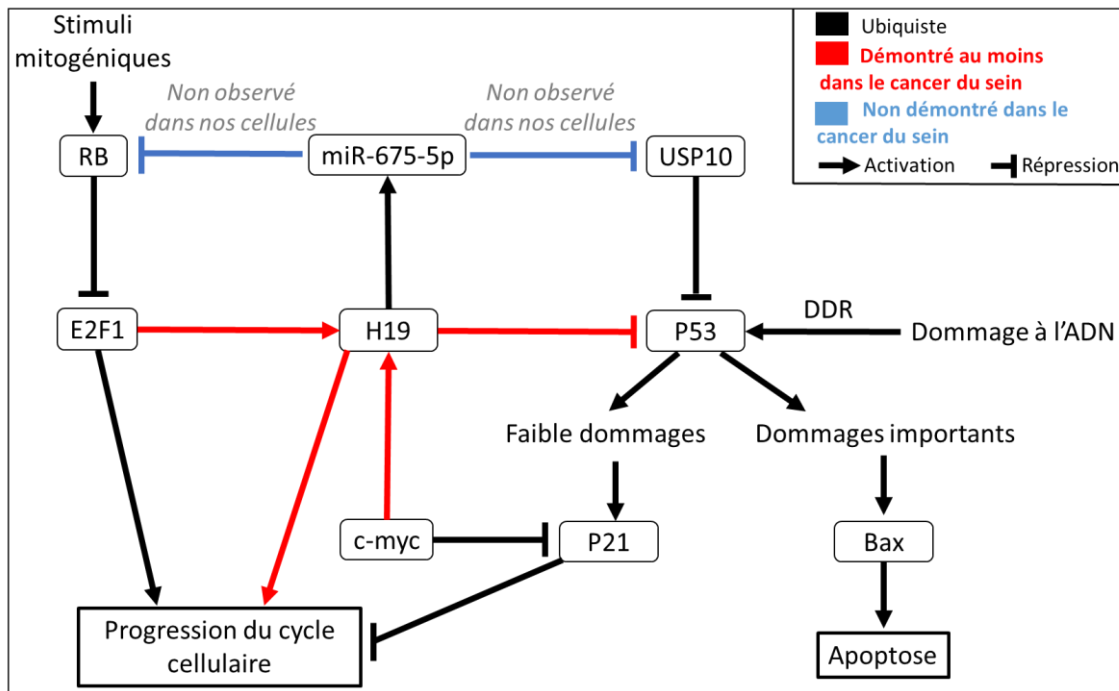 Stimuli
mitogéniques
Ubiquiste
Démontré au moins
dans le cancer du sein
Non démontré dans le
cancer du sein
Activation
Répression
Non observé
dans nos cellules
Non observé
dans nos cellules
RB
miR-675-5p
USP10
E2F1
H19
P53
DDR
Dommage à l'ADN
Faible dommages
Dommages importants
c-myc
P21
Bax
Progression du cycle
cellulaire
Apoptose